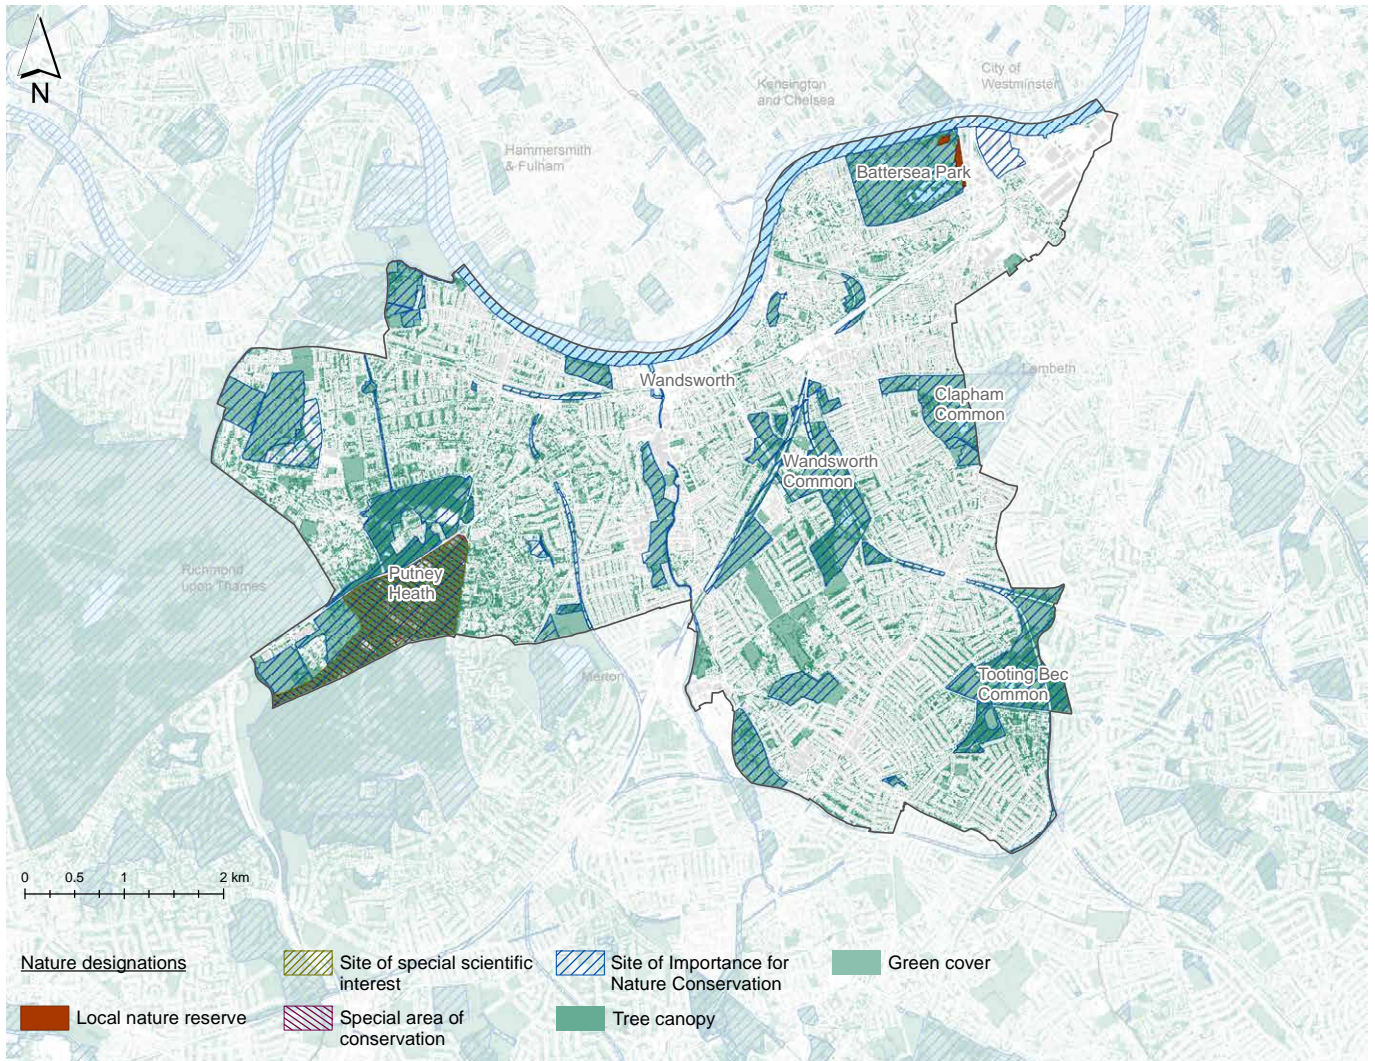 N
City of
Westminster
Kensington
and Chelsea
Hammersmith
& Fulham
Battersea Park
Wandsworth
Lambeth
Clapham
Common
Wandsworth
Common
Richmond
upon Thames
Putney
Heath
Merton
Tooting Bec
Common
0 0.5 1 2 km
Nature designations
Local nature reserve
Site of special scientific
interest
Special area of
conservation
Site of Importance for
Nature Conservation
Tree canopy
Green cover